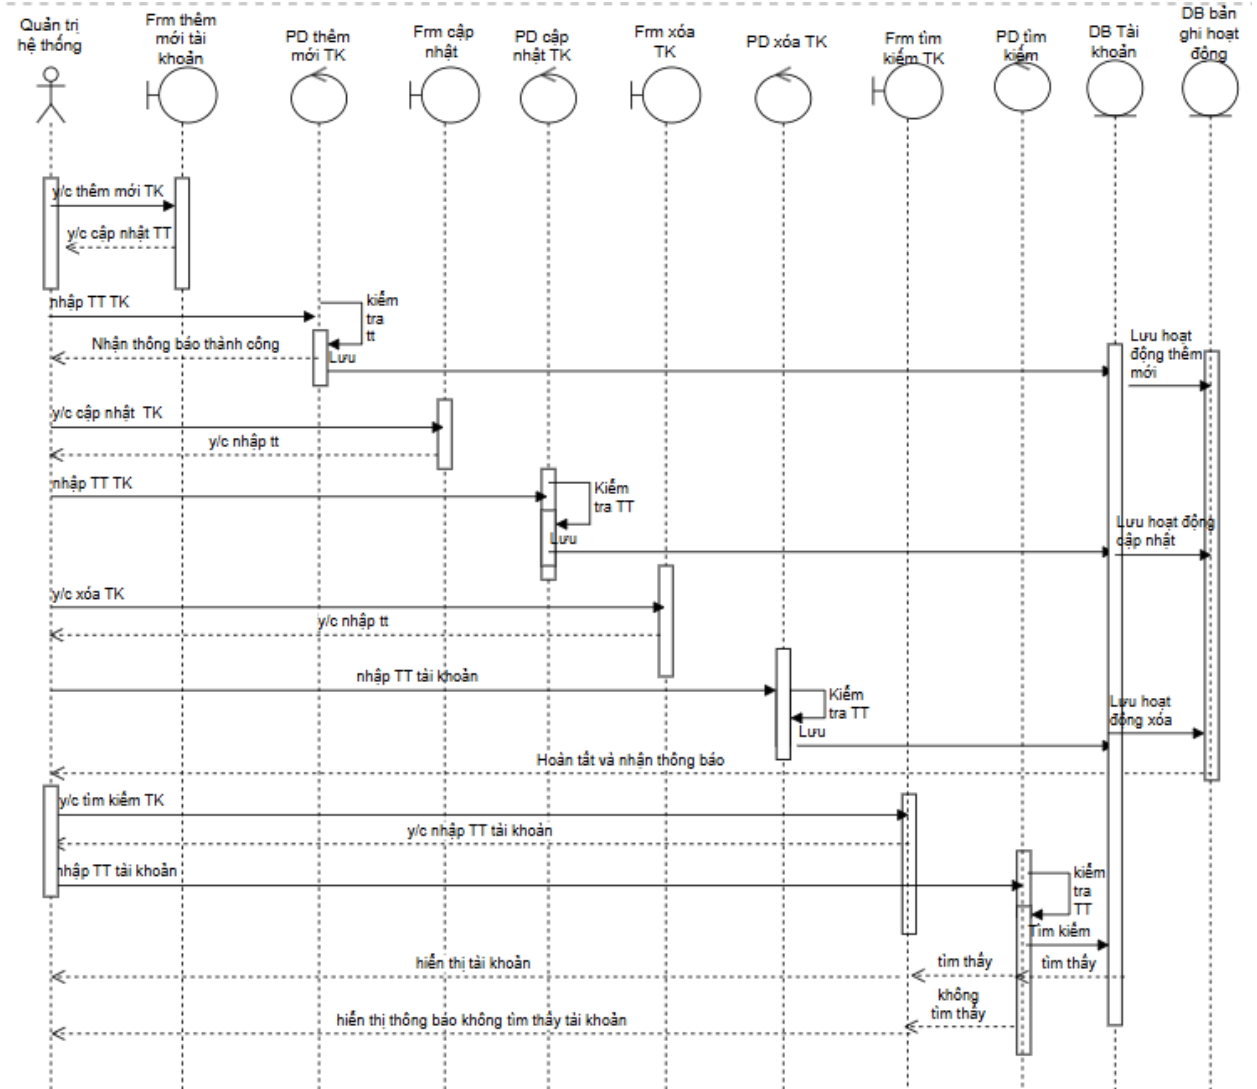 Quản trị
hệ thống
Frm thêm
mới tài
khoản
PD thêm
mới TK
Frm cập
nhật
PD cập
nhật TK
Frm xóa
TK
PD xóa TK
Frm tìm
kiếm TK
PD tìm
kiếm
DB Tài
khoản
DB bản
ghi hoạt
động
y/c thêm mới TK
y/c cập nhật TT
nhập TT TK
kiểm
tra
tt
Nhận thông báo thành công
Lưu
Lưu hoạt
động thêm
mới
y/c cập nhật TK
y/c nhập tt
nhập TT TK
Kiểm
tra TT
Lưu
Lưu hoạt động
cập nhật
y/c xóa TK
y/c nhập tt
nhập TT tài khoản
Kiểm
tra TT
Lưu
Lưu hoạt
động xóa
Hoàn tất và nhận thông báo
y/c tìm kiếm TK
y/c nhập TT tài khoản
nhập TT tài khoản
kiểm
tra
TT
Tìm kiếm
hiển thị tài khoản
tìm thấy
tìm thấy
không
tìm thấy
hiển thị thông báo không tìm thấy tài khoản